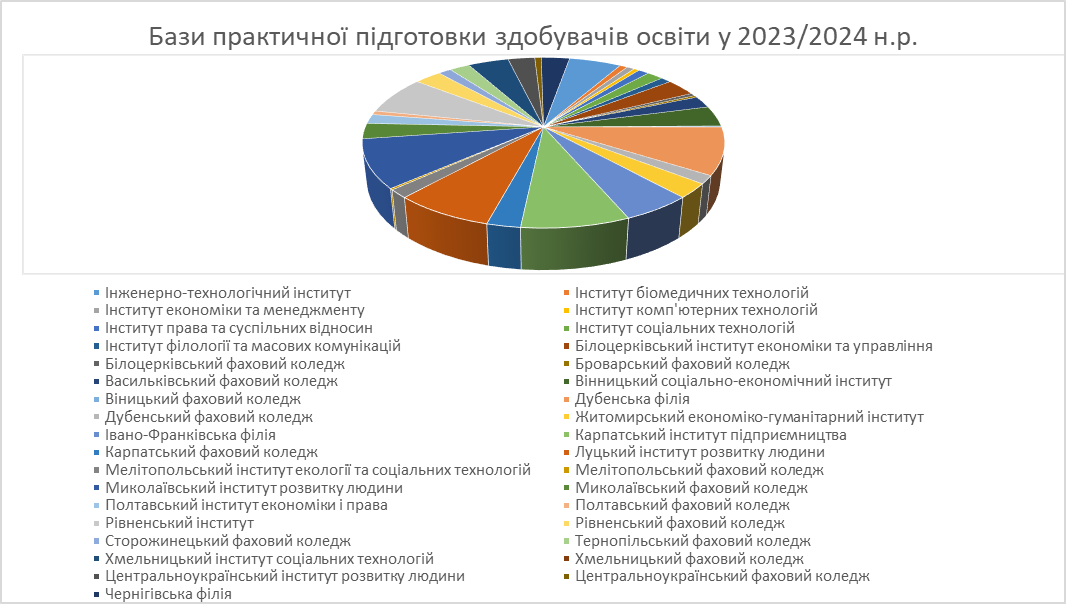 Бази практичної підготовки здобувачів освіти у 2023/2024 н.р.
Інженерно-технологічний інститут
Інститут біомедичних технологій
Інститут економіки та менеджменту
Інститут комп'ютерних технологій
Інститут права та суспільних відносин
Інститут соціальних технологій
Інститут філології та масових комунікацій
Білоцерківський інститут економіки та управління
Білоцерківський фаховий коледж
Броварський фаховий коледж
Васильківський фаховий коледж
Вінницький соціально-економічний інститут
Віницький фаховий коледж
Дубенська філія
Дубенський фаховий коледж
Житомирський економіко-гуманітарний інститут
Івано-Франківська філія
Карпатський інститут підприємництва
Карпатський фаховий коледж
Луцький інститут розвитку людини
Мелітопольський інститут екології та соціальних технологій
Мелітопольський фаховий коледж
Миколаївський інститут розвитку людини
Миколаївський фаховий коледж
Полтавський інститут економіки і права
Полтавський фаховий коледж
Рівненський інститут
Рівненський фаховий коледж
Сторожинецький фаховий коледж
Тернопільський фаховий коледж
Хмельницький інститут соціальних технологій
Хмельницький фаховий коледж
Центральноукраїнський інститут розвитку людини
Центральноукраїнський фаховий коледж
Чернігівська філія